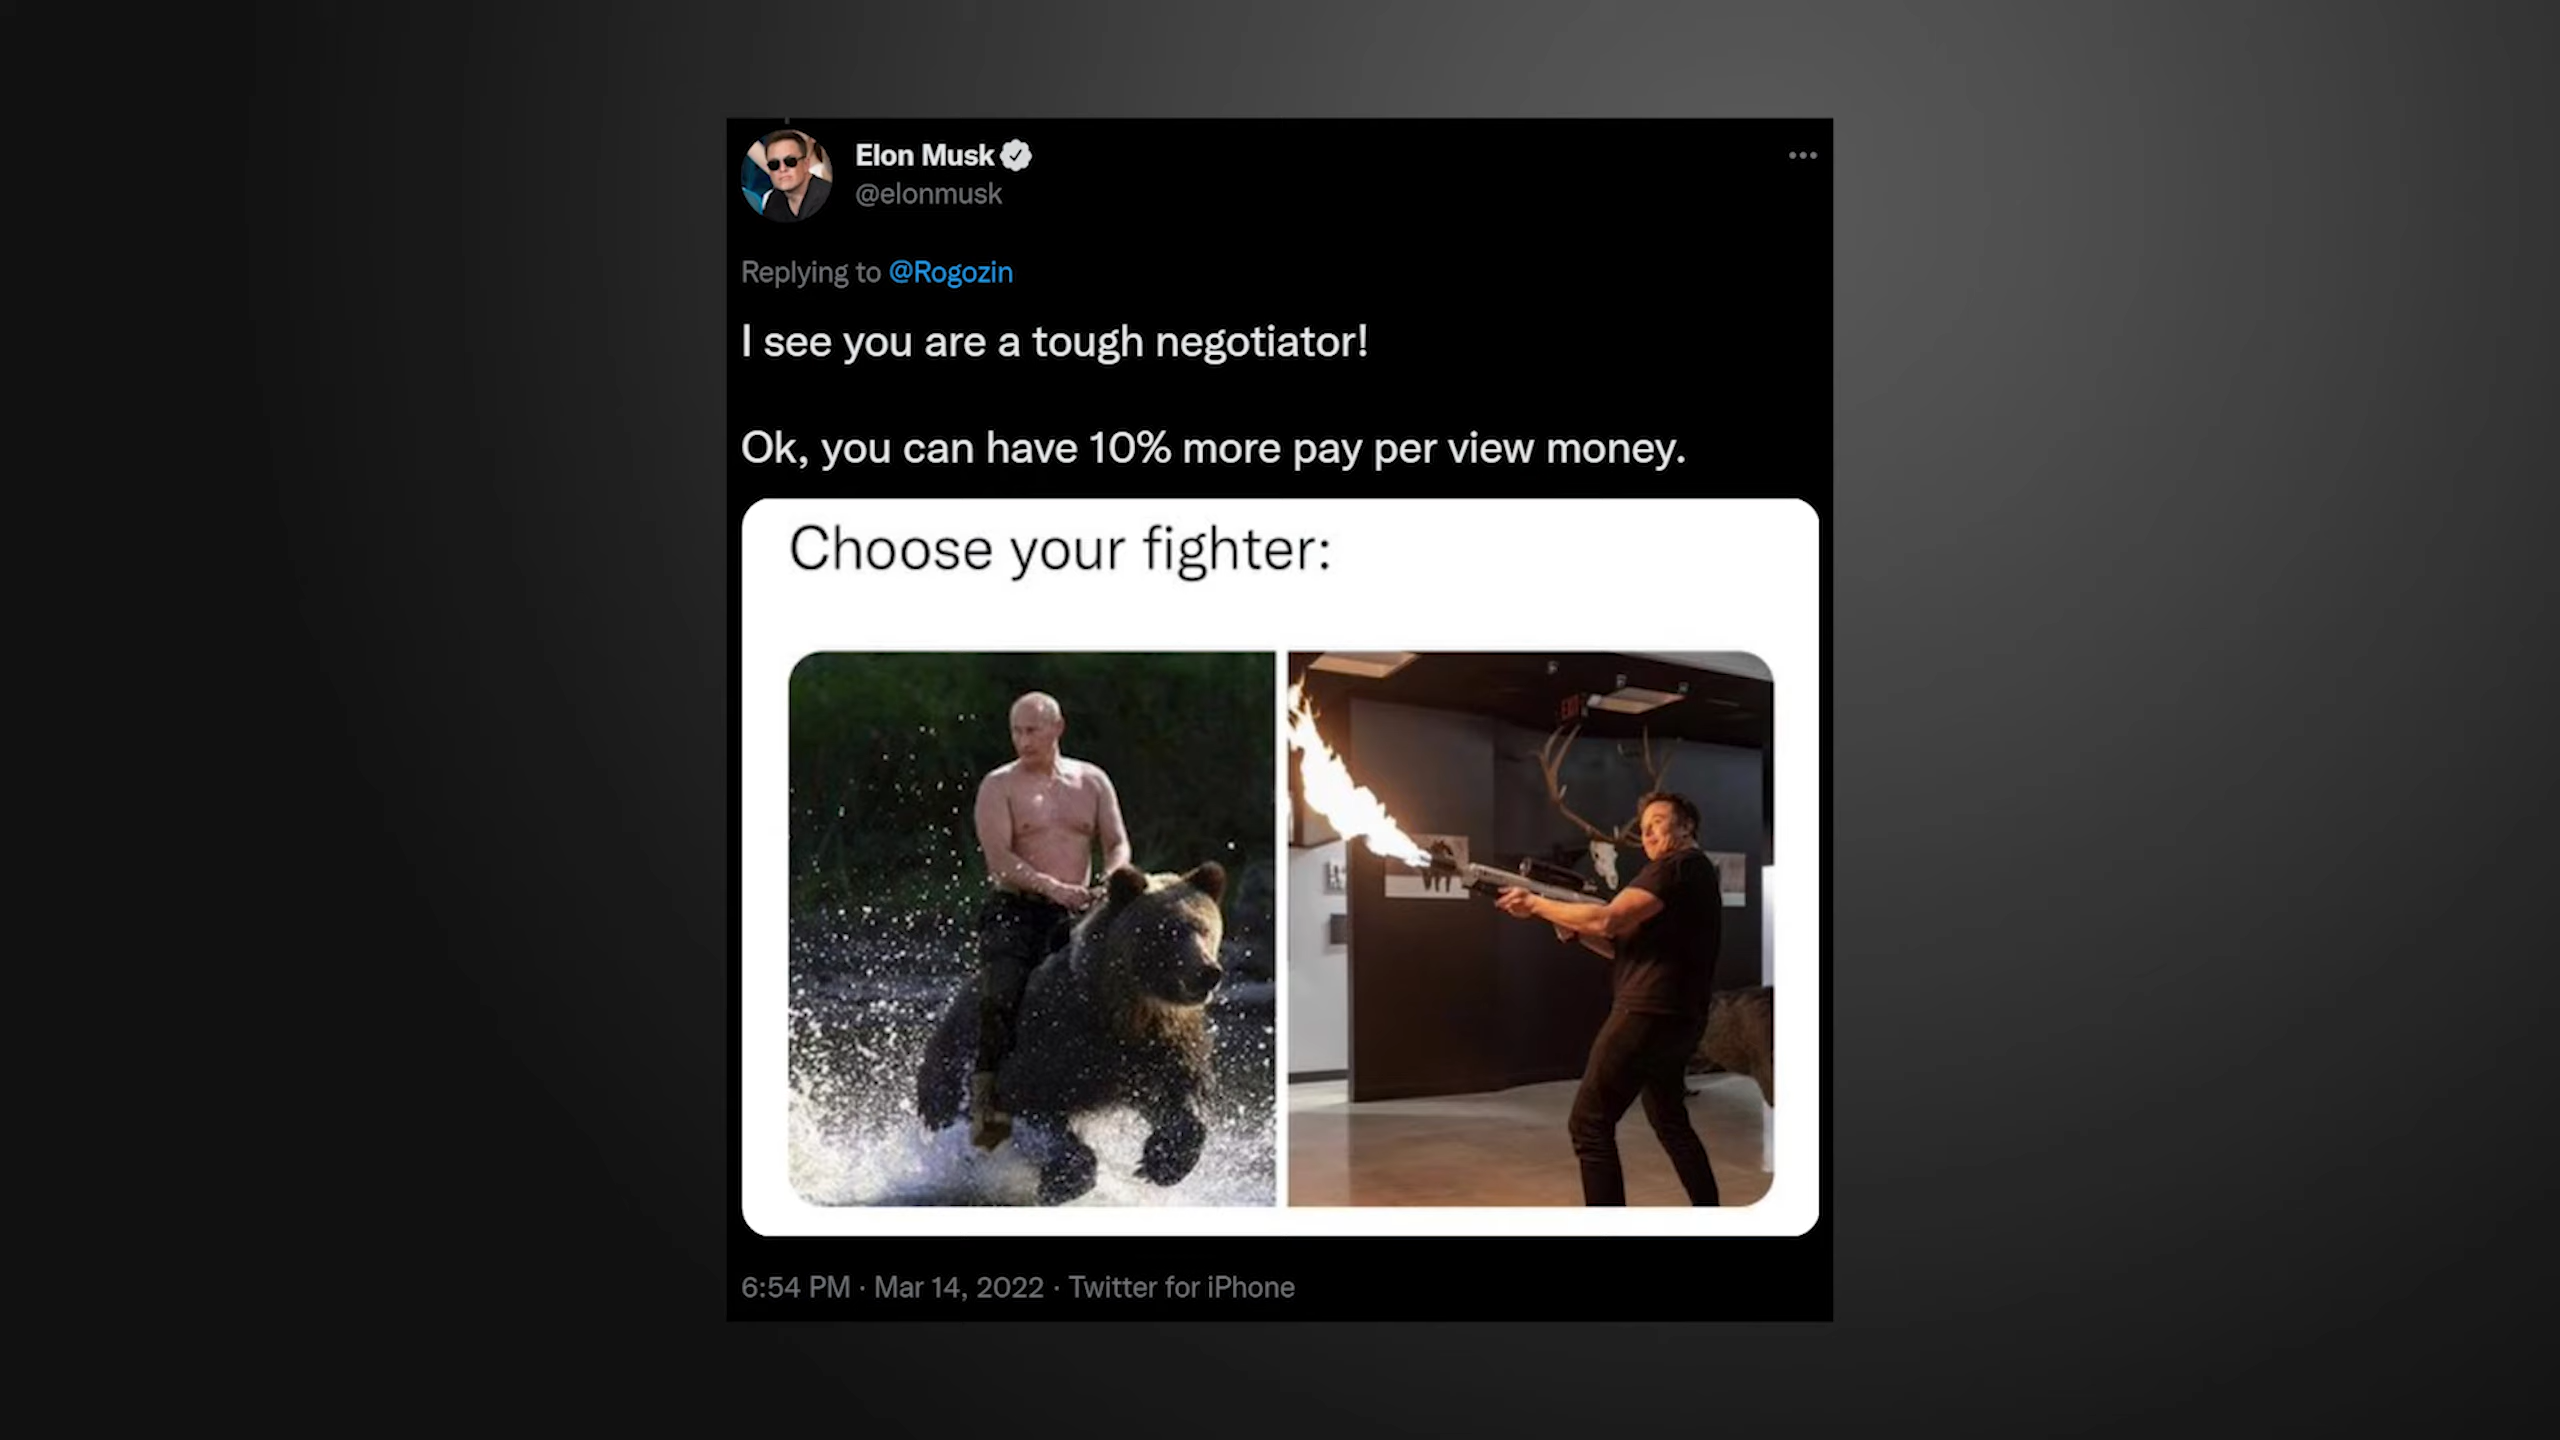 Elon Musk
@elonmusk
Replying to @Rogozin
I see you are a tough negotiator!
Ok, you can have 10% more pay per view money.
Choose your fighter:
EXIT
6:54 PM · Mar 14, 2022 · Twitter for iPhone